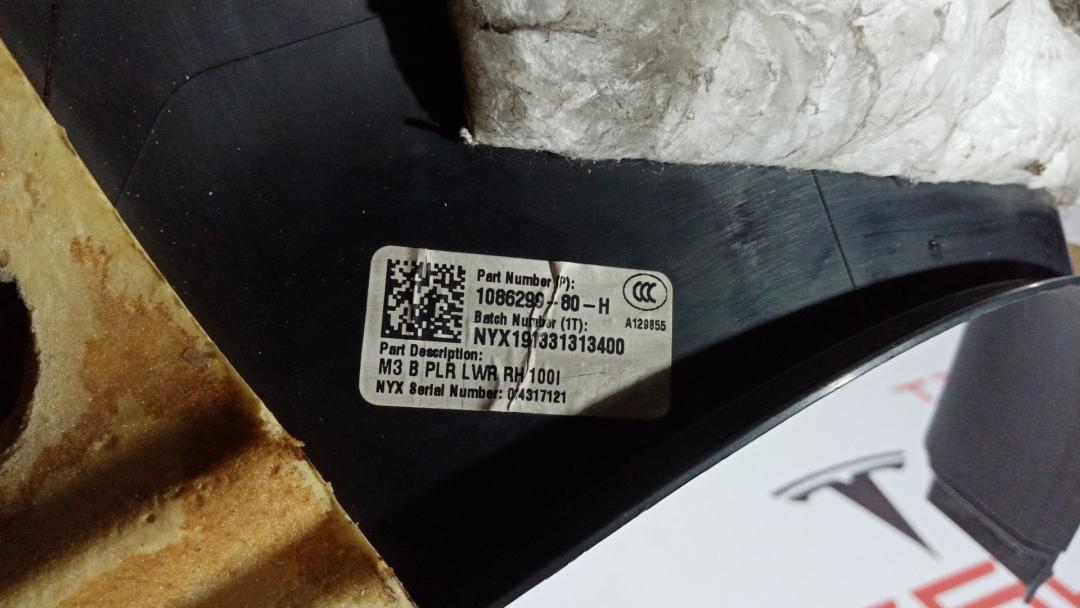 Part Number (P):
1086299-80-H
CCC
A129855
Batch Number (1T):
NYX191331313400
Part Description:
M3 B PLR LWR RH 100I
NYX Serial Number: 04317121